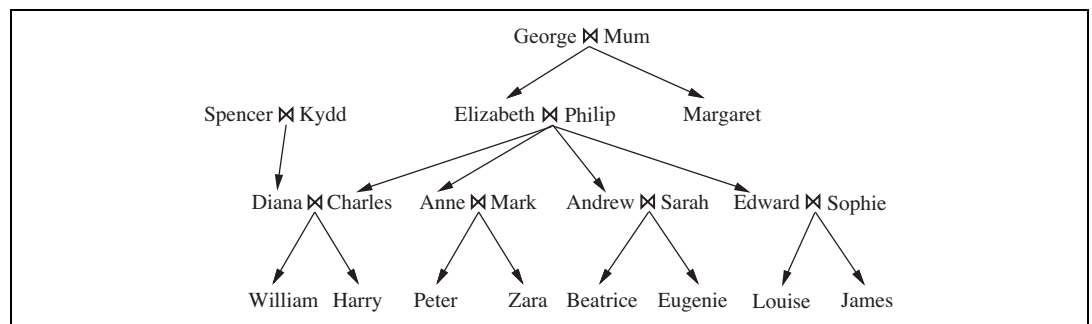 George ⋈ Mum
Spencer ⋈ Kydd Elizabeth ⋈ Philip Margaret
Diana ⋈ Charles Anne ⋈ Mark Andrew ⋈ Sarah Edward ⋈ Sophie
William Harry Peter Zara Beatrice Eugenie Louise James